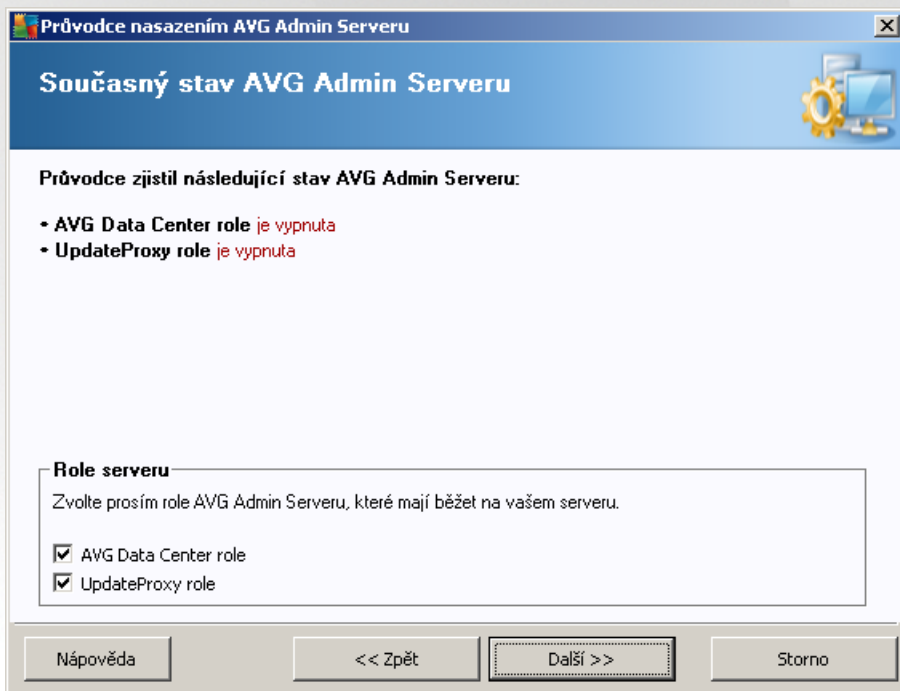 Průvodce nasazením AVG Admin Serveru
Současný stav AVG Admin Serveru
Průvodce zjistil následující stav AVG Admin Serveru:
• AVG Data Center role je vypnuta
• UpdateProxy role je vypnuta
Role serveru
Zvolte prosím role AVG Admin Serveru, které mají běžet na vašem serveru.
AVG Data Center role
UpdateProxy role
Nápověda
<< Zpět
Další >>
Storno